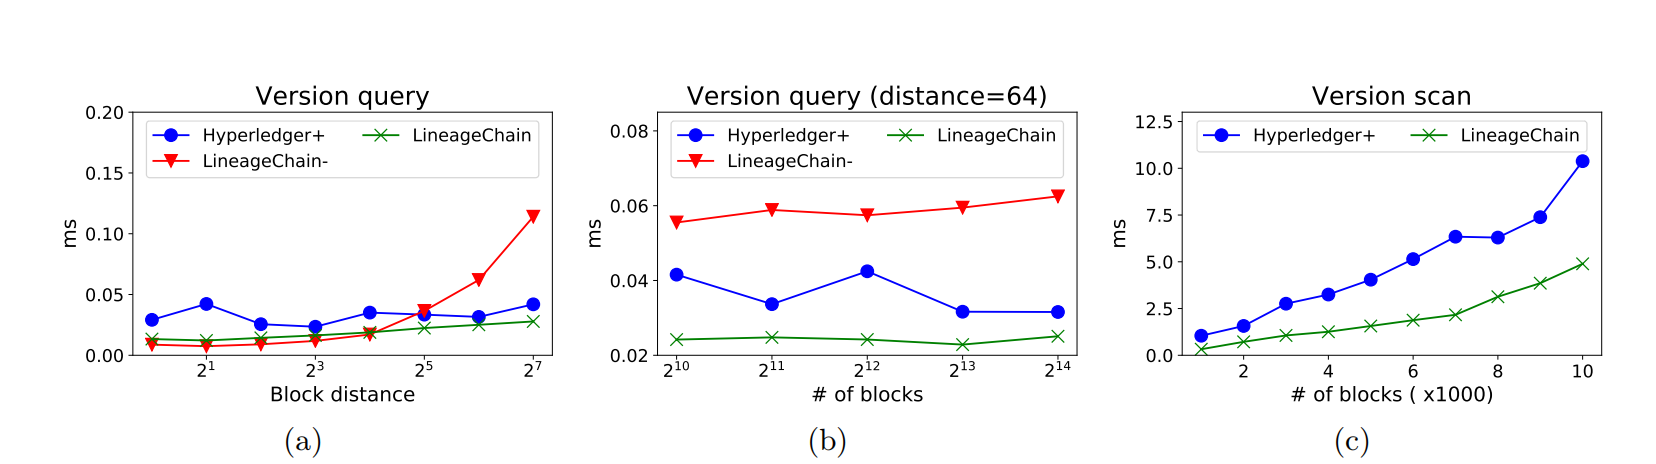 Version query
0.20
0.15
0.10
0.05
0.00
ms
Hyperledger+
LineageChain-
LineageChain
2^1
2^3
2^5
2^7
Block distance
(a)
Version query (distance=64)
0.08
0.06
0.04
0.02
ms
Hyperledger+
LineageChain-
LineageChain
2^10
2^11
2^12
2^13
2^14
# of blocks
(b)
Version scan
12.5
10.0
7.5
5.0
2.5
0.0
ms
Hyperledger+
LineageChain
2
4
6
8
10
# of blocks ( x1000)
(c)